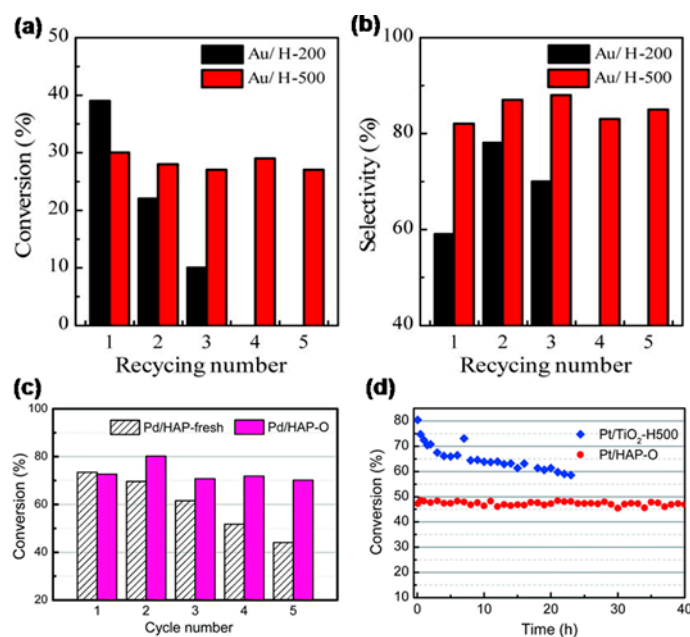 (a)
Au/ H-200
Au/ H-500
Conversion (%)
50
40
30
20
10
0
1 2 3 4 5
Recycing number
(b)
Au/ H-200
Au/ H-500
Selectivity (%)
100
80
60
40
1 2 3 4 5
Recycing number
(c)
Pd/HAP-fresh Pd/HAP-O
Conversion (%)
100
80
60
40
20
1 2 3 4 5
Cycle number
(d)
Pt/TiO2-H500
Pt/HAP-O
Conversion (%)
80
70
60
50
40
30
20
10
0 10 20 30 40
Time (h)